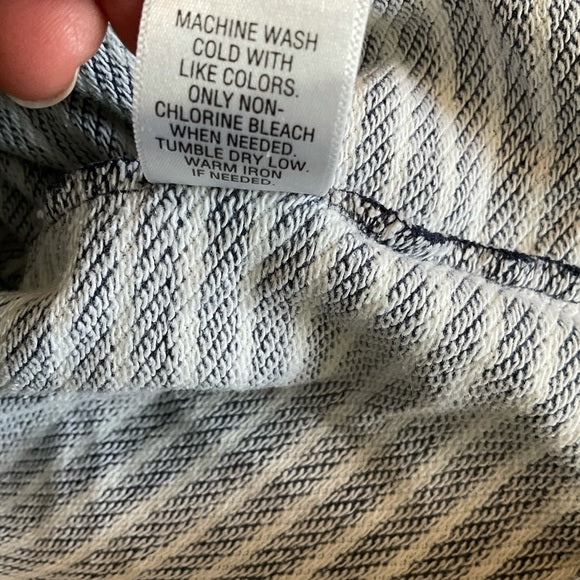 MACHINE WASH
COLD WITH
LIKE COLORS.
ONLY NON-
CHLORINE BLEACH
WHEN NEEDED.
TUMBLE DRY LOW.
WARM IRON
IF NEEDED.